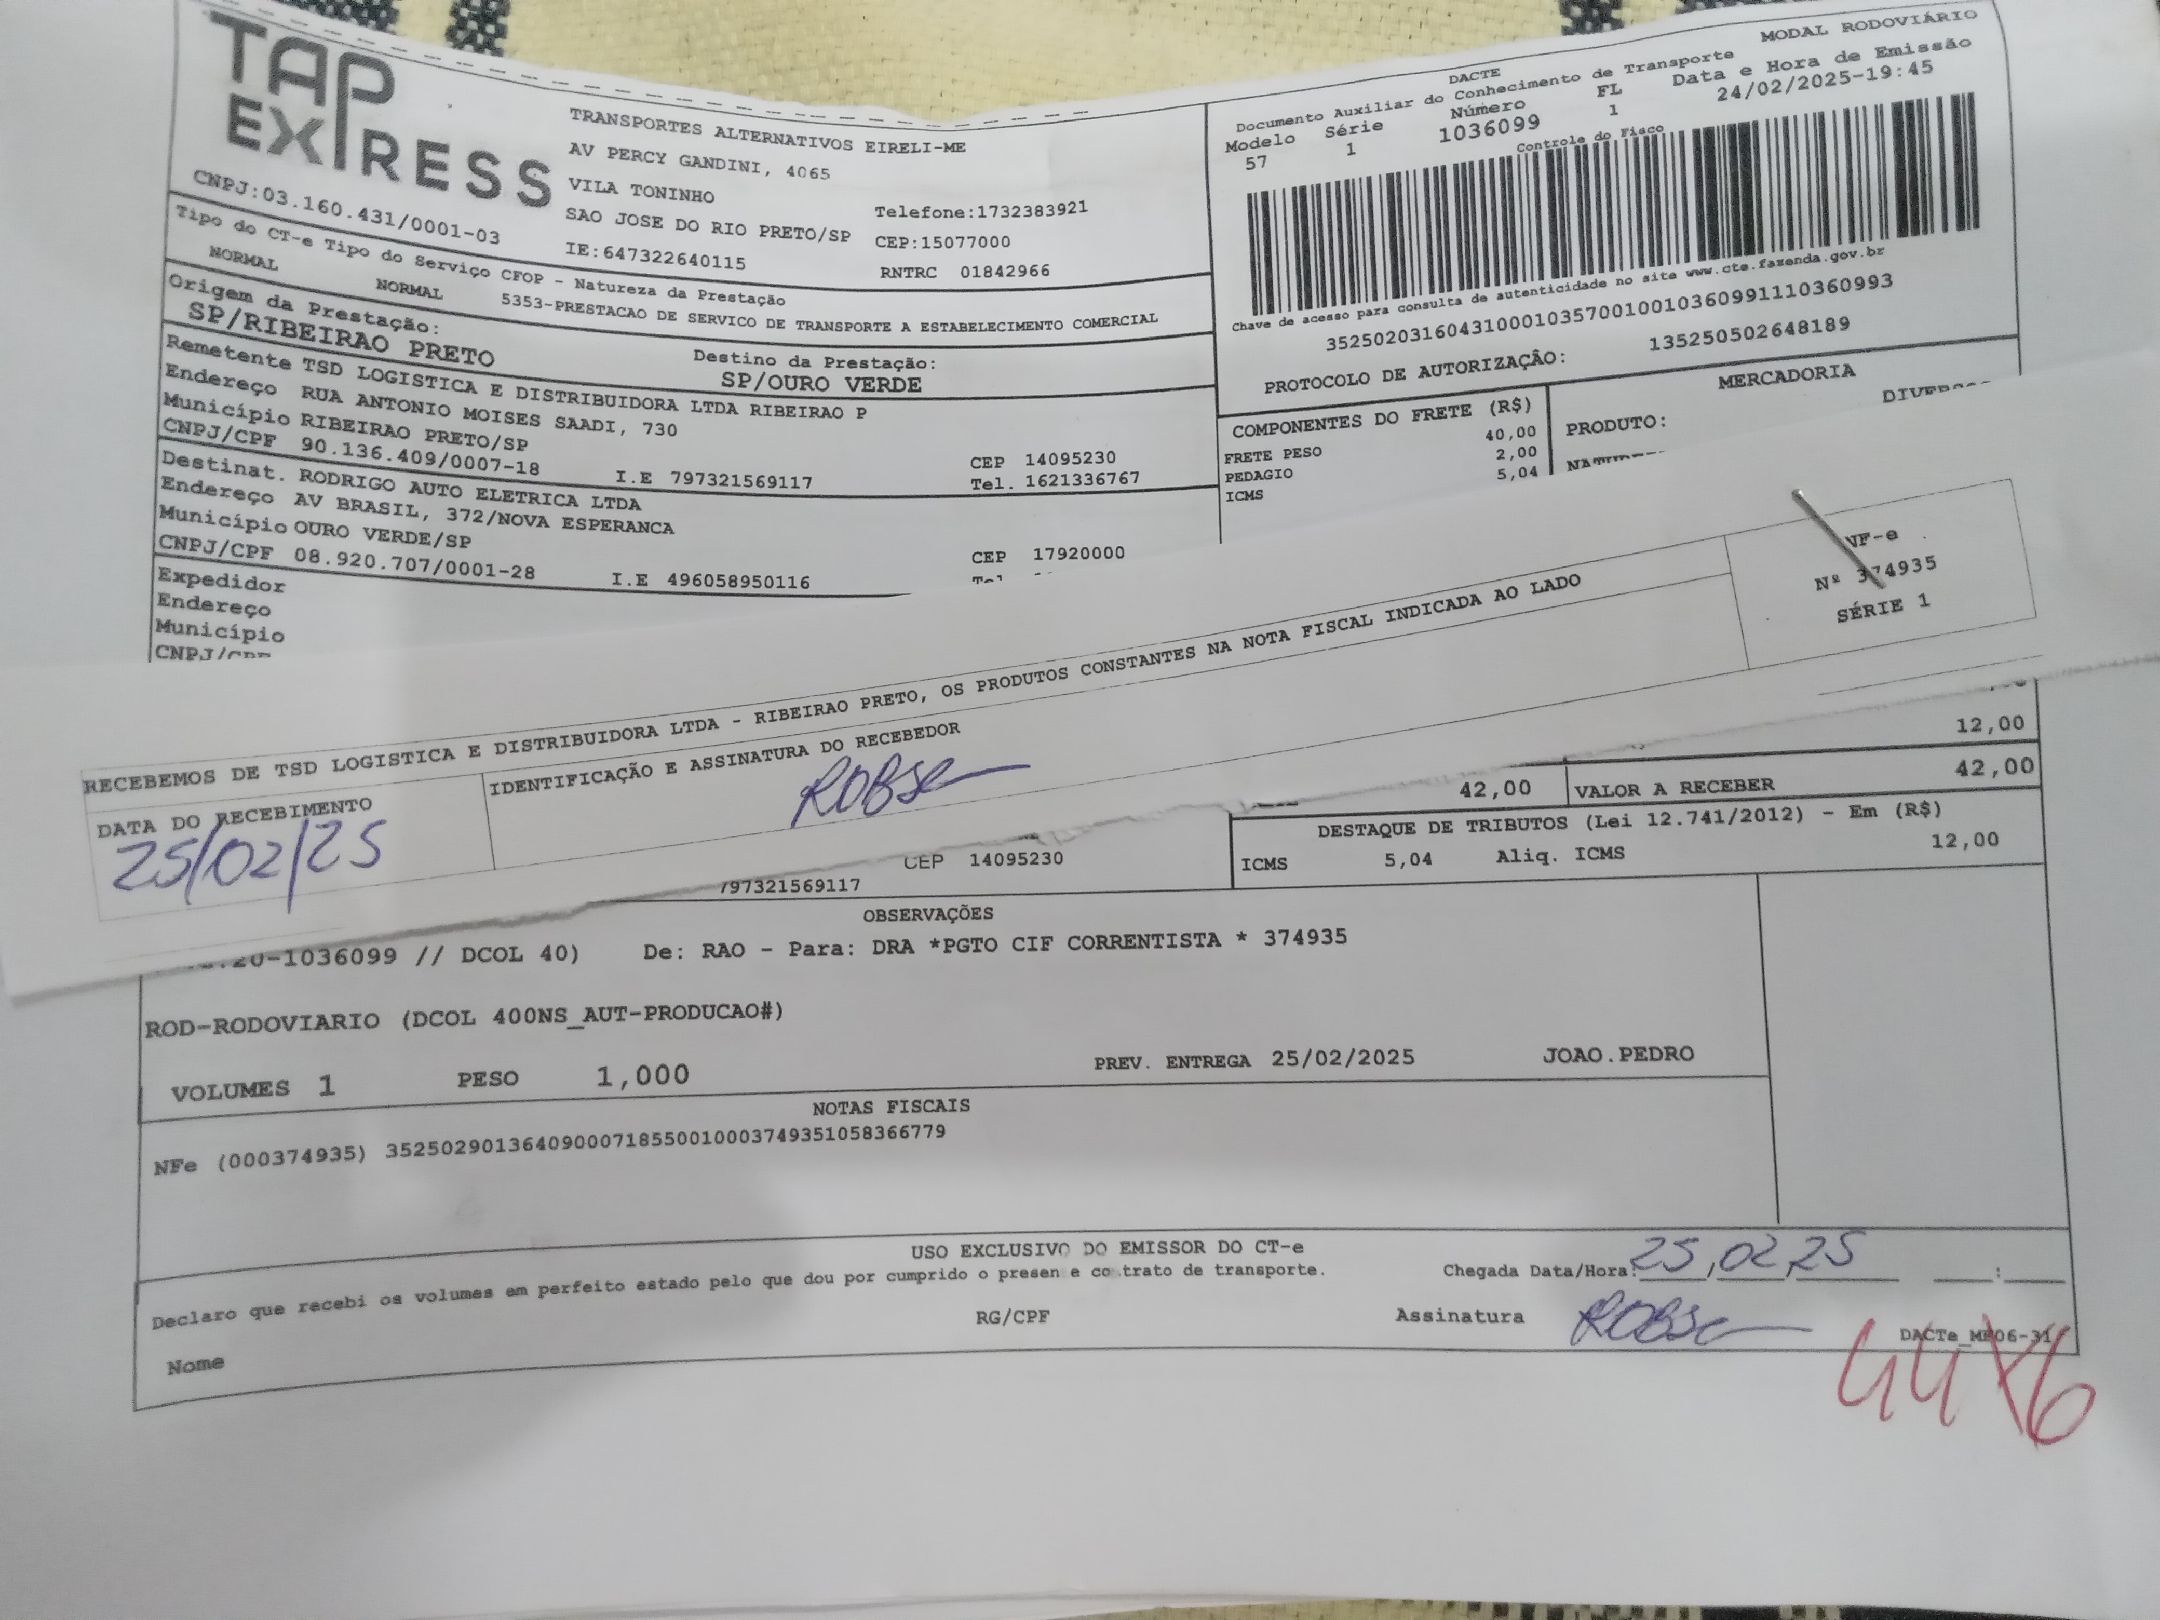 TAP
EXPRESS
CNPJ:03.160.431/0001-03
TRANSPORTES ALTERNATIVOS EIRELI-ME
AV PERCY GANDINI, 4065
VILA TONINHO
SAO JOSE DO RIO PRETO/SP
IE:647322640115
Telefone:1732383921
CEP:15077000
RNTRC 01842966
DACTE
MODAL RODOVIÁRIO
Documento Auxiliar do Conhecimento de Transporte
Modelo Série Número FL Data e Hora de Emissão
57 1 1036099 1 24/02/2025-19:45
Controle do Fisco
Chave de acesso para consulta de autenticidade no site www.cte.fazenda.gov.br
35250203160431000103570010010360991110360993
PROTOCOLO DE AUTORIZAÇÃO: 135250502648189
Tipo do CT-e Tipo do Serviço CFOP - Natureza da Prestação
NORMAL NORMAL 5353-PRESTACAO DE SERVICO DE TRANSPORTE A ESTABELECIMENTO COMERCIAL
Origem da Prestação:
SP/RIBEIRAO PRETO
Destino da Prestação:
SP/OURO VERDE
Remetente TSD LOGISTICA E DISTRIBUIDORA LTDA RIBEIRAO P
Endereço RUA ANTONIO MOISES SAADI, 730
Município RIBEIRAO PRETO/SP CEP 14095230
CNPJ/CPF 90.136.409/0007-18 I.E 797321569117 Tel. 1621336767
Destinat. RODRIGO AUTO ELETRICA LTDA
Endereço AV BRASIL, 372/NOVA ESPERANCA
Município OURO VERDE/SP CEP 17920000
CNPJ/CPF 08.920.707/0001-28 I.E 496058950116
Expedidor
Endereço
Município
CNPJ/CPF
COMPONENTES DO FRETE (R$)
FRETE PESO 40,00
PEDAGIO 2,00
ICMS 5,04
MERCADORIA
PRODUTO:
RECEBEMOS DE TSD LOGISTICA E DISTRIBUIDORA LTDA - RIBEIRAO PRETO, OS PRODUTOS CONSTANTES NA NOTA FISCAL INDICADA AO LADO
NF-e
Nº 374935
SÉRIE 1
DATA DO RECEBIMENTO
25/02/25
IDENTIFICAÇÃO E ASSINATURA DO RECEBEDOR
12,00
42,00 VALOR A RECEBER 42,00
DESTAQUE DE TRIBUTOS (Lei 12.741/2012) - Em (R$)
ICMS 5,04 Aliq. ICMS 12,00
CEP 14095230
797321569117
OBSERVAÇÕES
20-1036099 // DCOL 40) De: RAO - Para: DRA *PGTO CIF CORRENTISTA * 374935
ROD-RODOVIARIO (DCOL 400NS_AUT-PRODUCAO#)
VOLUMES 1 PESO 1,000 PREV. ENTREGA 25/02/2025 JOAO.PEDRO
NOTAS FISCAIS
NFe (000374935) 35250290136409000718550010003749351058366779
USO EXCLUSIVO DO EMISSOR DO CT-e
Declaro que recebi os volumes em perfeito estado pelo que dou por cumprido o presen e co trato de transporte.
Chegada Data/Hora: 25/02/25 :
Nome RG/CPF Assinatura